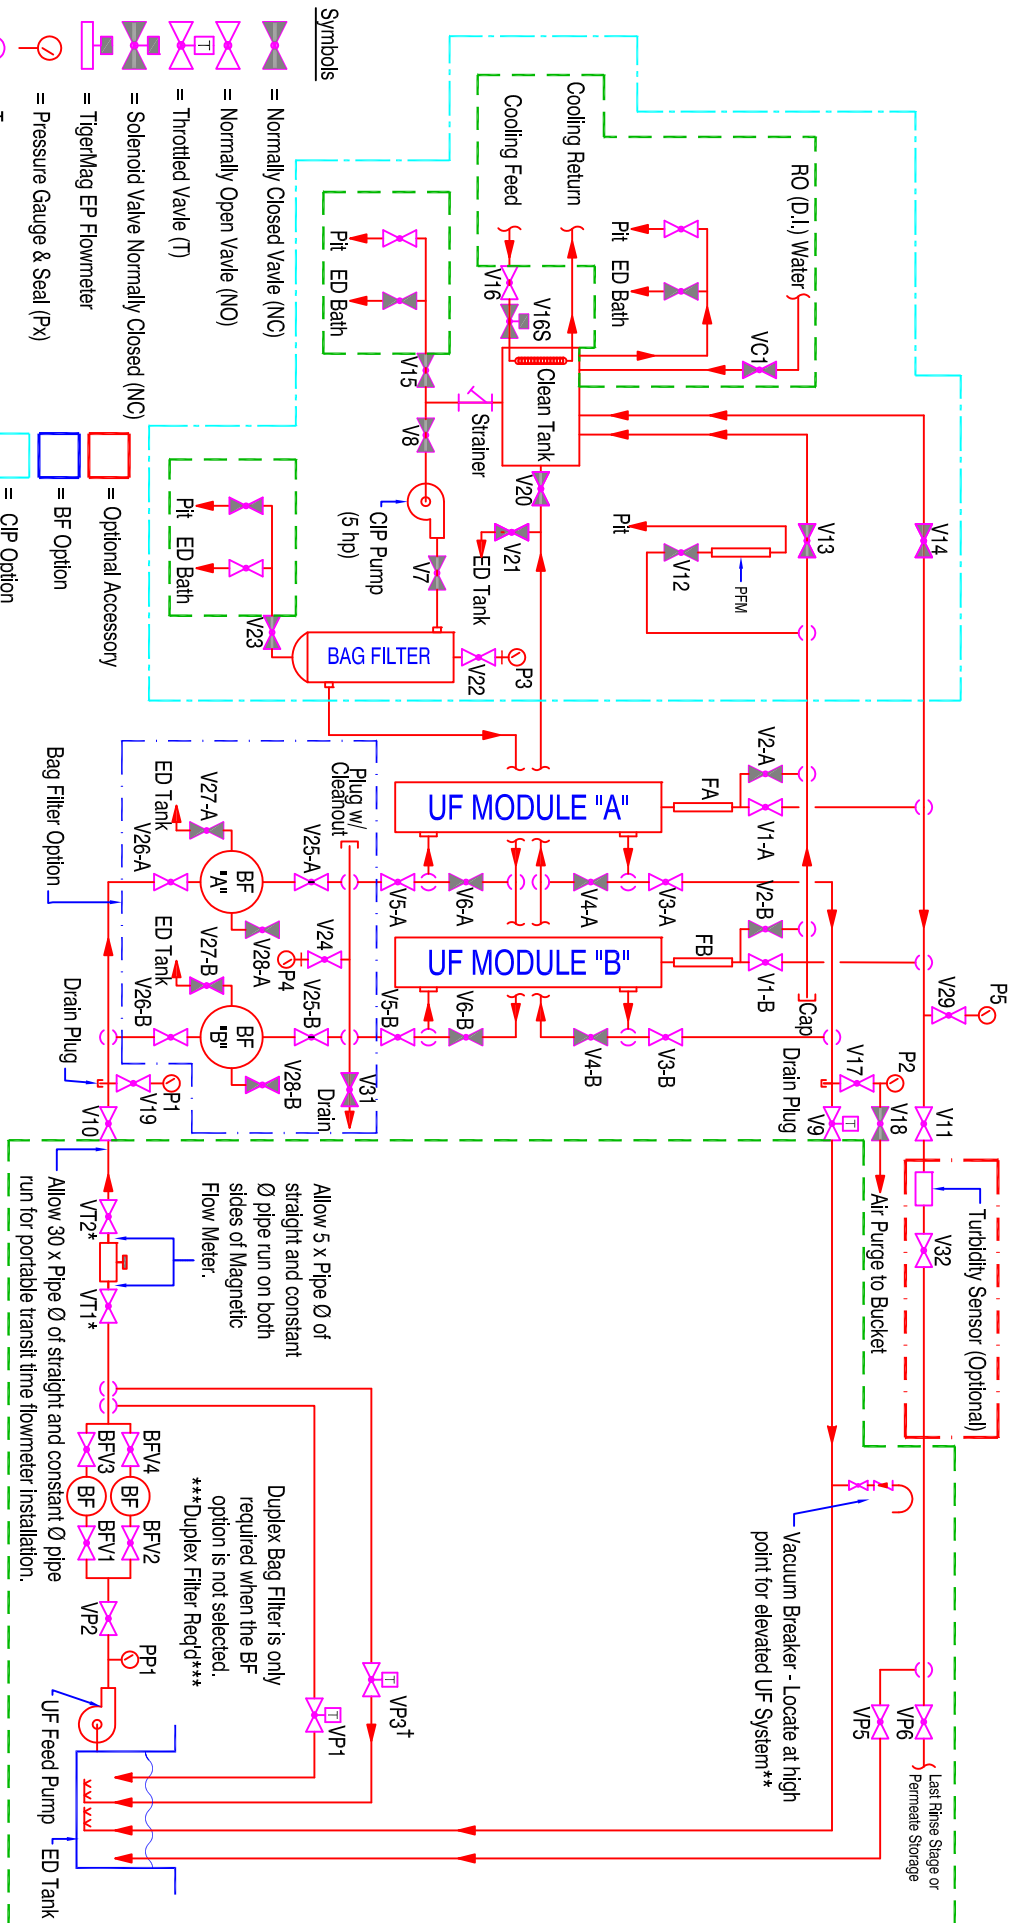 Symbols
= Normally Closed Vavle (NC)
= Normally Open Vavle (NO)
T
= Throttled Vavle (T)
= Solenoid Valve Normally Closed (NC)
= TigerMag EP Flowmeter
= Pressure Gauge & Seal (Px)
= Optional Accessory
= BF Option
= CIP Option
RO (D.I.) Water
VC1
Pit
ED Bath
Cooling Return
Cooling Feed
V16
V16S
Clean Tank
Pit
ED Bath
V15
V8
Strainer
V20
V21
ED Tank
CIP Pump
(5 hp)
V7
Pit
ED Bath
V23
BAG FILTER
V22
P3
V14
V13
Pit
V12
PFM
UF MODULE "A"
FA
V2-A
V1-A
V3-A
V4-A
V6-A
V5-A
UF MODULE "B"
FB
V2-B
V1-B
V3-B
V4-B
V6-B
V5-B
Cap
Plug w/
Cleanout
V25-A
V24
P4
V25-B
V31
Drain
BF
"A"
V28-A
V27-A
ED Tank
V26-A
BF
"B"
V28-B
V27-B
ED Tank
V26-B
Bag Filter Option
Drain Plug
V19
P1
V10
P5
V29
P2
V17
V18
Air Purge to Bucket
Drain Plug
V9
T
V11
V32
Turbidity Sensor (Optional)
Allow 5 x Pipe Ø of
straight and constant
Ø pipe run on both
sides of Magnetic
Flow Meter.
VT2*
VT1*
Allow 30 x Pipe Ø of straight and constant Ø pipe
run for portable transit time flowmeter installation.
BFV4
BFV3
BF
BF
BFV2
BFV1
VP2
PP1
Duplex Bag FIlter is only
required when the BF
option is not selected.
***Duplex Filter Req'd***
T
VP3†
T
VP1
Vacuum Breaker - Locate at high
point for elevated UF System**
VP6
VP5
Last Rinse Stage or
Permeate Storage
UF Feed Pump
ED Tank